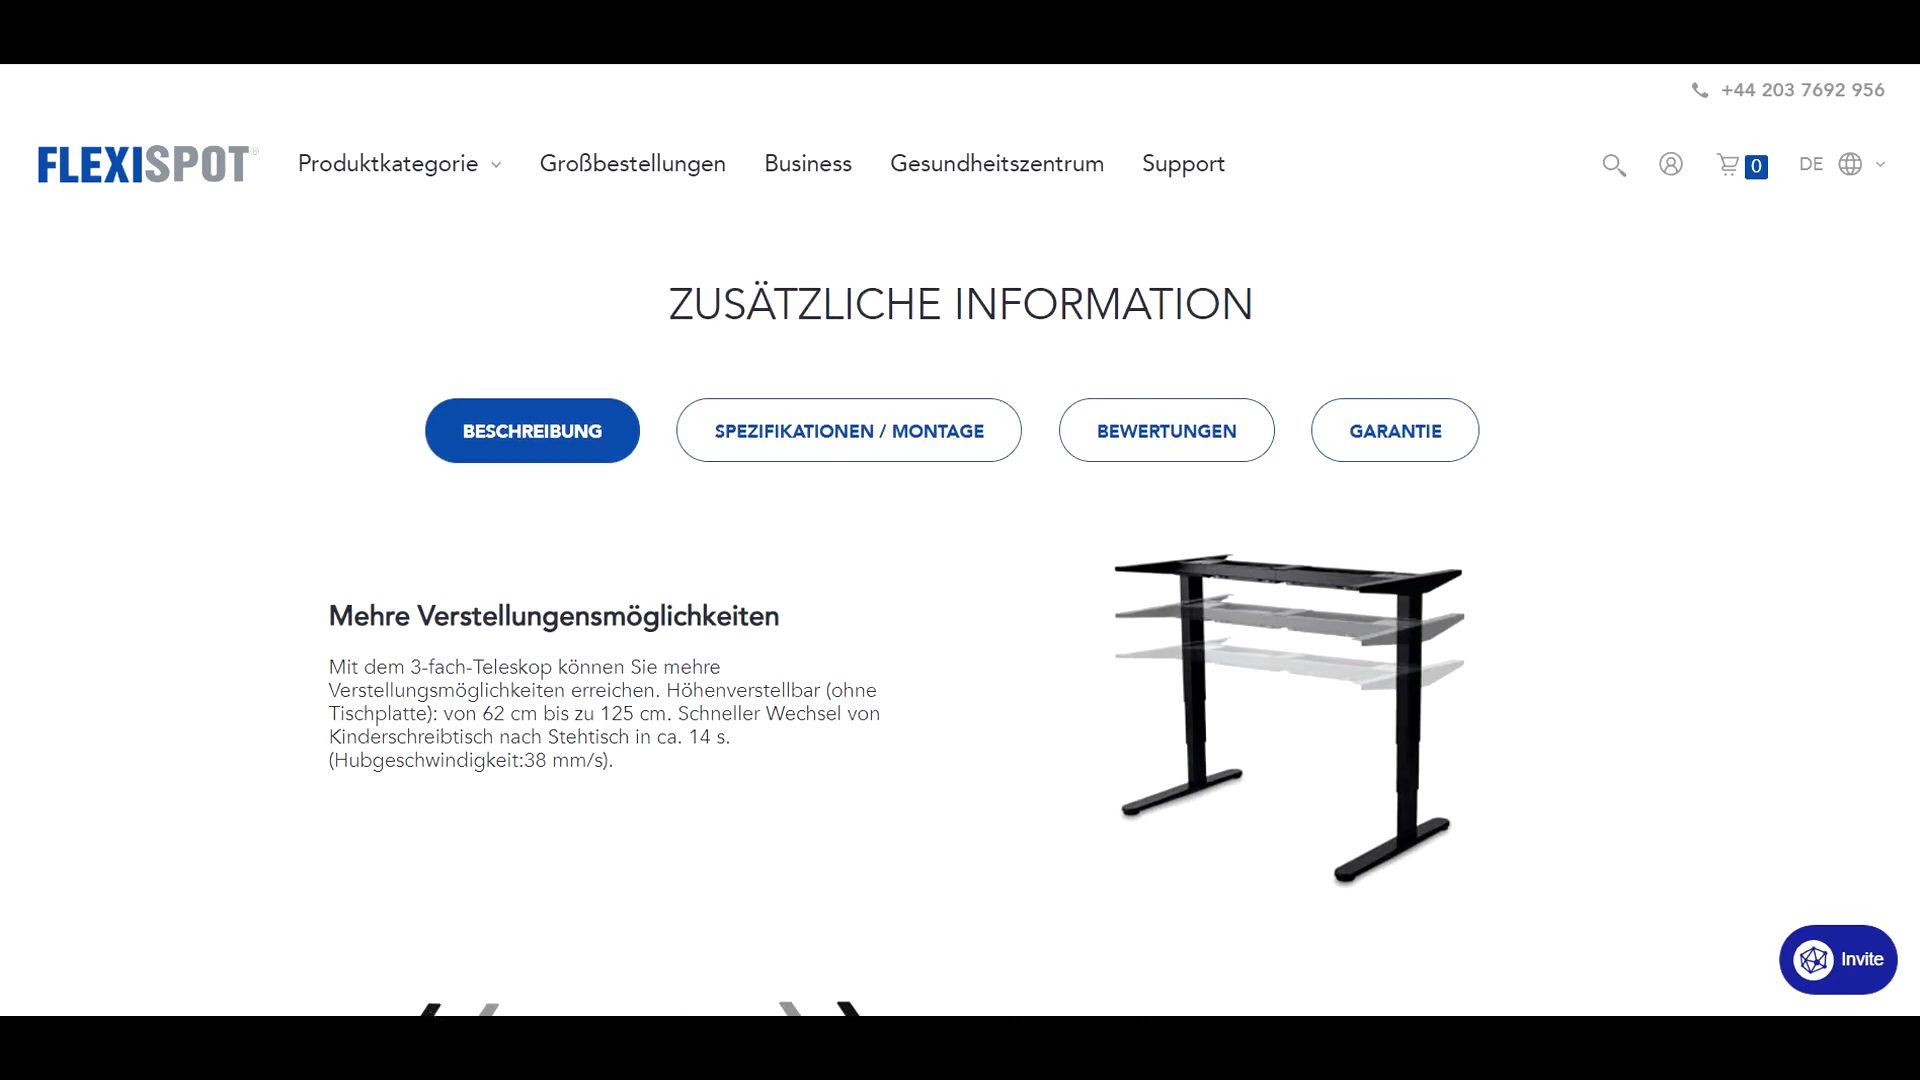 +44 203 7692 956
FLEXISPOT®
Produktkategorie Großbestellungen Business Gesundheitszentrum Support
0 DE
ZUSÄTZLICHE INFORMATION
BESCHREIBUNG SPEZIFIKATIONEN / MONTAGE BEWERTUNGEN GARANTIE
Mehre Verstellungensmöglichkeiten
Mit dem 3-fach-Teleskop können Sie mehre
Verstellungsmöglichkeiten erreichen. Höhenverstellbar (ohne
Tischplatte): von 62 cm bis zu 125 cm. Schneller Wechsel von
Kinderschreibtisch nach Stehtisch in ca. 14 s.
(Hubgeschwindigkeit:38 mm/s).
Invite